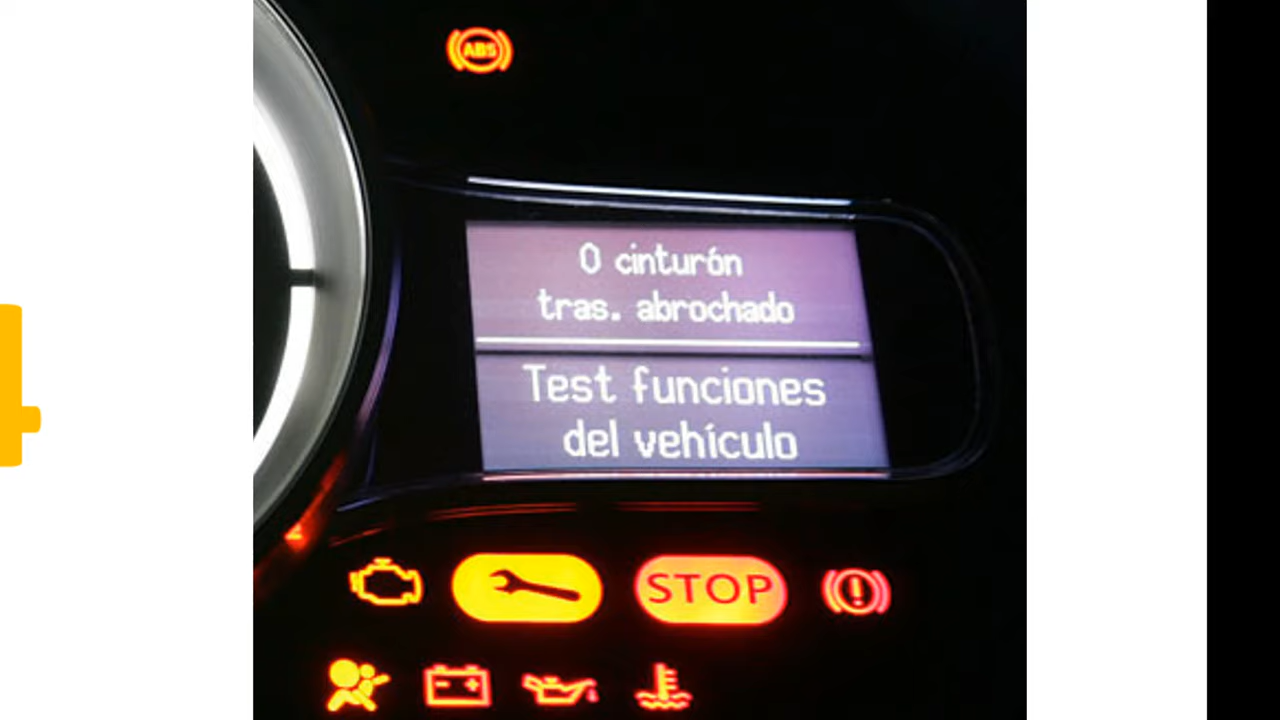 ABS
0 cinturón
tras. abrochado
Test funciones
del vehículo
STOP